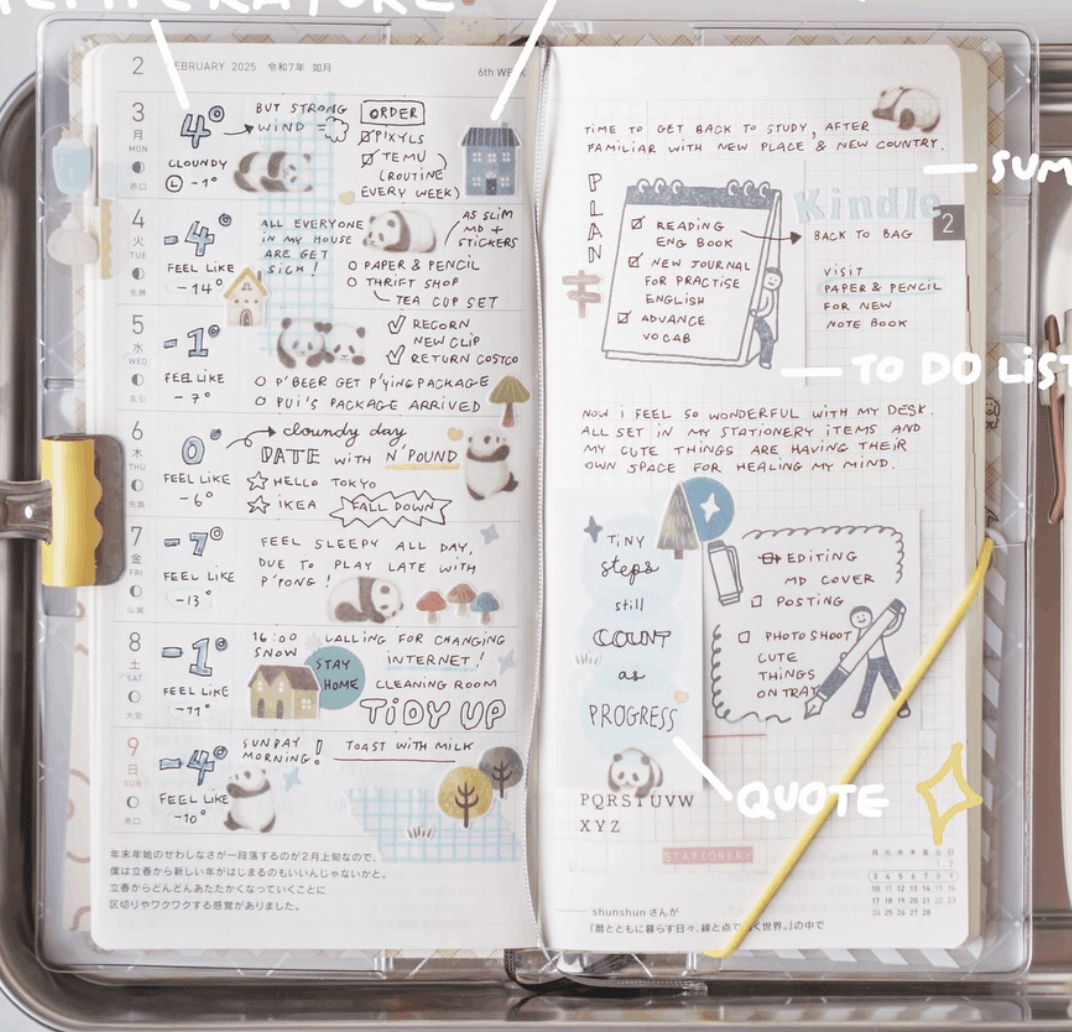 TEMPERATURE
2 FEBRUARY 2025 令和7年 如月
6th WEEK
3
月
MON
赤口
4°
CLOUNDY
L -1°
BUT STRONG
WIND
ORDER
PIXYLS
TEMU
(ROUTINE
EVERY WEEK)
4
火
TUE
先勝
-4°
FEEL LIKE
-14°
ALL EVERYONE
IN MY HOUSE
ARE GET
SICK!
AS SLIM
MD +
STICKERS
PAPER & PENCIL
THRIFT SHOP
TEA CUP SET
5
水
WED
友引
-1°
FEEL LIKE
-7°
RECORN
NEW CLIP
RETURN COSTCO
P'BEER GET P'YING PACKAGE
PUI'S PACKAGE ARRIVED
6
木
THU
先負
0°
FEEL LIKE
-6°
cloundy day
DATE WITH N'POUND
HELLO TOKYO
IKEA FALL DOWN
7
金
FRI
仏滅
-7°
FEEL LIKE
-13°
FEEL SLEEPY ALL DAY,
DUE TO PLAY LATE WITH
P'PONG!
8
土
SAT
大安
-1°
FEEL LIKE
-11°
16:00
SNOW
CALLING FOR CHANGING
INTERNET!
STAY
HOME
CLEANING ROOM
TIDY UP
9
日
SUN
赤口
-4°
FEEL LIKE
-10°
SUNDAY
MORNING!
TOAST WITH MILK
年末年始のせわしなさが一段落するのが2月上旬なので、
僕は立春から新しい年がはじまるのもいいんじゃないかと。
立春からどんどんあたたかくなっていくことに
区切りやワクワクする感覚がありました。
TIME TO GET BACK TO STUDY, AFTER
FAMILIAR WITH NEW PLACE & NEW COUNTRY.
SUM
PLAN
READING
ENG BOOK
NEW JOURNAL
FOR PRACTISE
ENGLISH
ADVANCE
VOCAB
Kindle
2
BACK TO BAG
VISIT
PAPER & PENCIL
FOR NEW
NOTE BOOK
TO DO LIST
NOW I FEEL SO WONDERFUL WITH MY DESK.
ALL SET IN MY STATIONERY ITEMS AND
MY CUTE THINGS ARE HAVING THEIR
OWN SPACE FOR HEALING MY MIND.
TINY
steps
still
COUNT
as
PROGRESS
EDITING
MD COVER
POSTING
PHOTOSHOOT
CUTE
THINGS
ON TRAY
QUOTE
PQRSTUVW
XYZ
STATIONERY
月 火 水 木 金 土 日
1 2
3 4 5 6 7 8 9
10 11 12 13 14 15 16
17 18 19 20 21 22 23
24 25 26 27 28
shunshun さんが
『暦とともに暮らす日々、線と点で く世界。』の中で